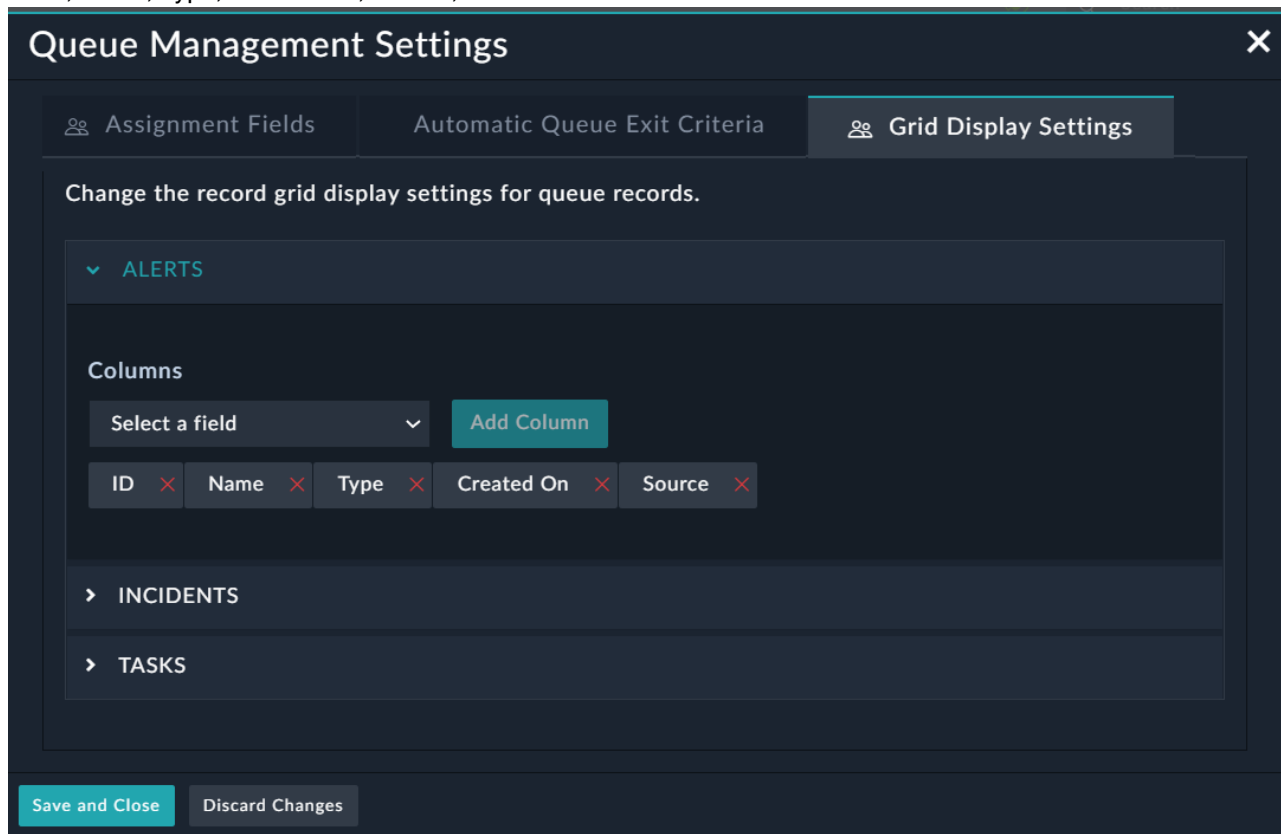 Queue Management Settings
Assignment Fields
Automatic Queue Exit Criteria
Grid Display Settings
Change the record grid display settings for queue records.
ALERTS
Columns
Select a field
Add Column
ID
Name
Type
Created On
Source
INCIDENTS
TASKS
Save and Close
Discard Changes